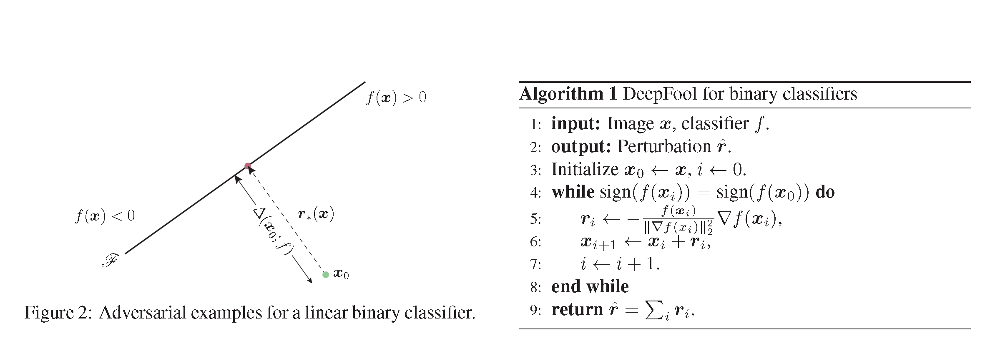 f(x) > 0
f(x) < 0
r_*(x)
Δ(x_0; f)
ℱ
x_0
Figure 2: Adversarial examples for a linear binary classifier.
Algorithm 1 DeepFool for binary classifiers
1: input: Image x, classifier f.
2: output: Perturbation r̂.
3: Initialize x_0 ← x, i ← 0.
4: while sign(f(x_i)) = sign(f(x_0)) do
5: r_i ← −\frac{f(x_i)}{‖∇f(x_i)‖_2^2}∇f(x_i),
6: x_{i+1} ← x_i + r_i,
7: i ← i + 1.
8: end while
9: return r̂ = ∑_i r_i.